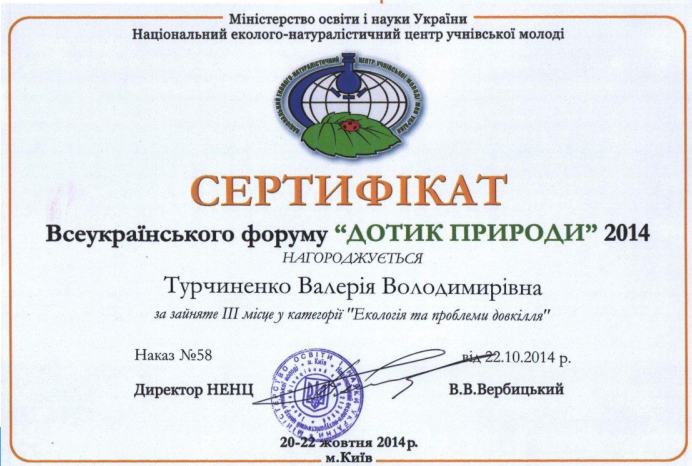 Міністерство освіти і науки України
Національний еколого-натуралістичний центр учнівської молоді
СЕРТИФІКАТ
Всеукраїнського форуму “ДОТИК ПРИРОДИ” 2014
НАГОРОДЖУЄТЬСЯ
Турчиненко Валерія Володимирівна
за зайняте III місце у категорії "Екологія та проблеми довкілля"
Наказ №58
від 22.10.2014 р.
Директор НЕНЦ
В.В.Вербицький
20-22 жовтня 2014р.
м.Київ